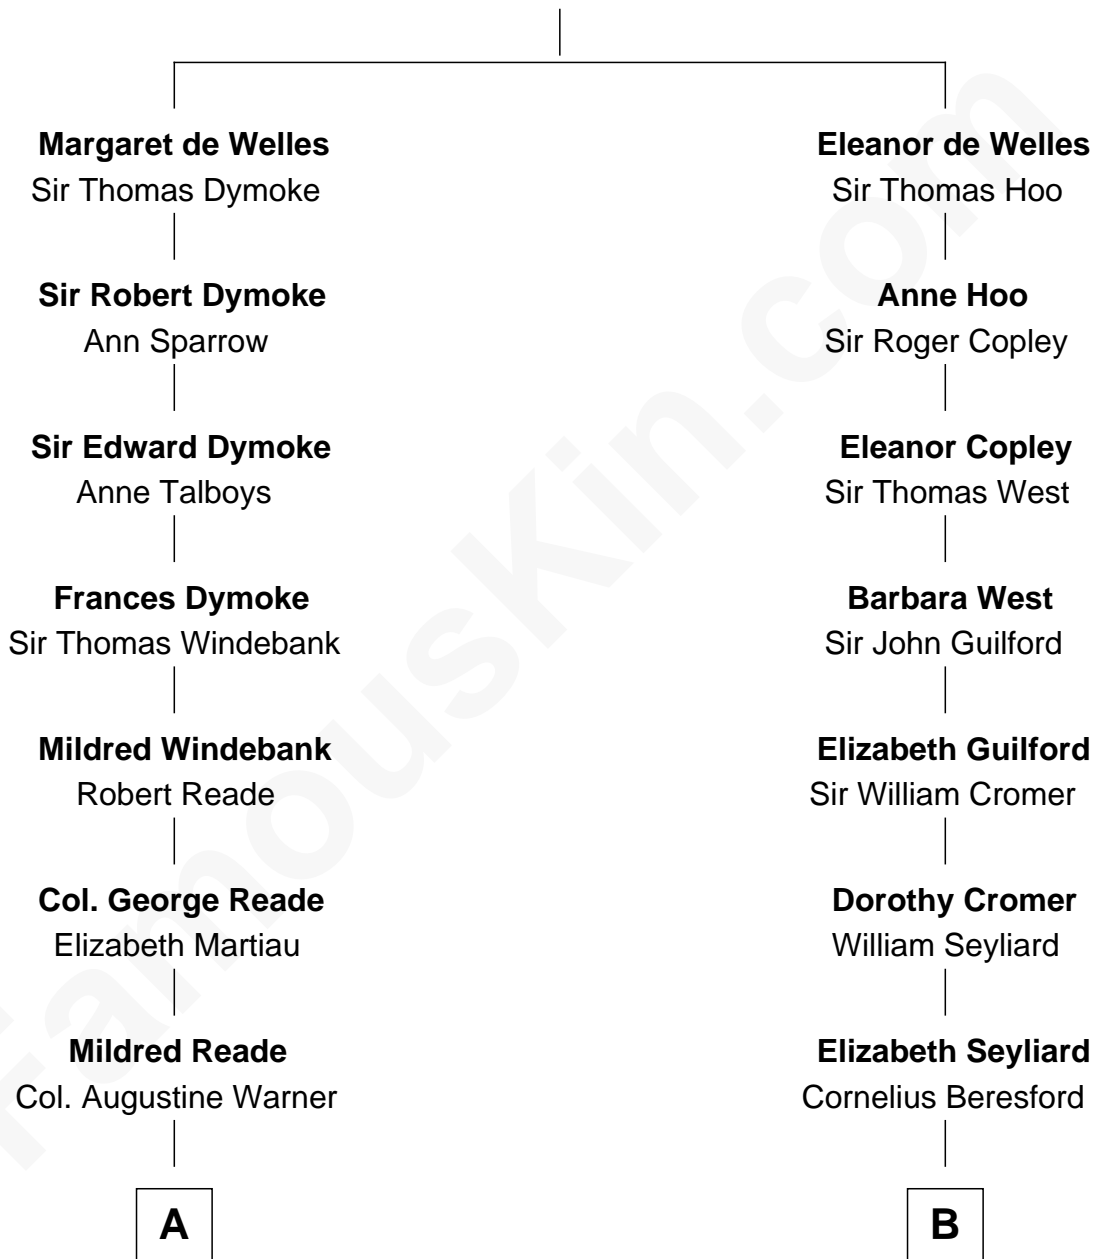 Margaret de Welles
Sir Thomas Dymoke
Sir Robert Dymoke
Ann Sparrow
Sir Edward Dymoke
Anne Talboys
Frances Dymoke
Sir Thomas Windebank
Mildred Windebank
Robert Reade
Col. George Reade
Elizabeth Martiau
Mildred Reade
Col. Augustine Warner
A
Eleanor de Welles
Sir Thomas Hoo
Anne Hoo
Sir Roger Copley
Eleanor Copley
Sir Thomas West
Barbara West
Sir John Guilford
Elizabeth Guilford
Sir William Cromer
Dorothy Cromer
William Seyliard
Elizabeth Seyliard
Cornelius Beresford
B
FamousKin.com